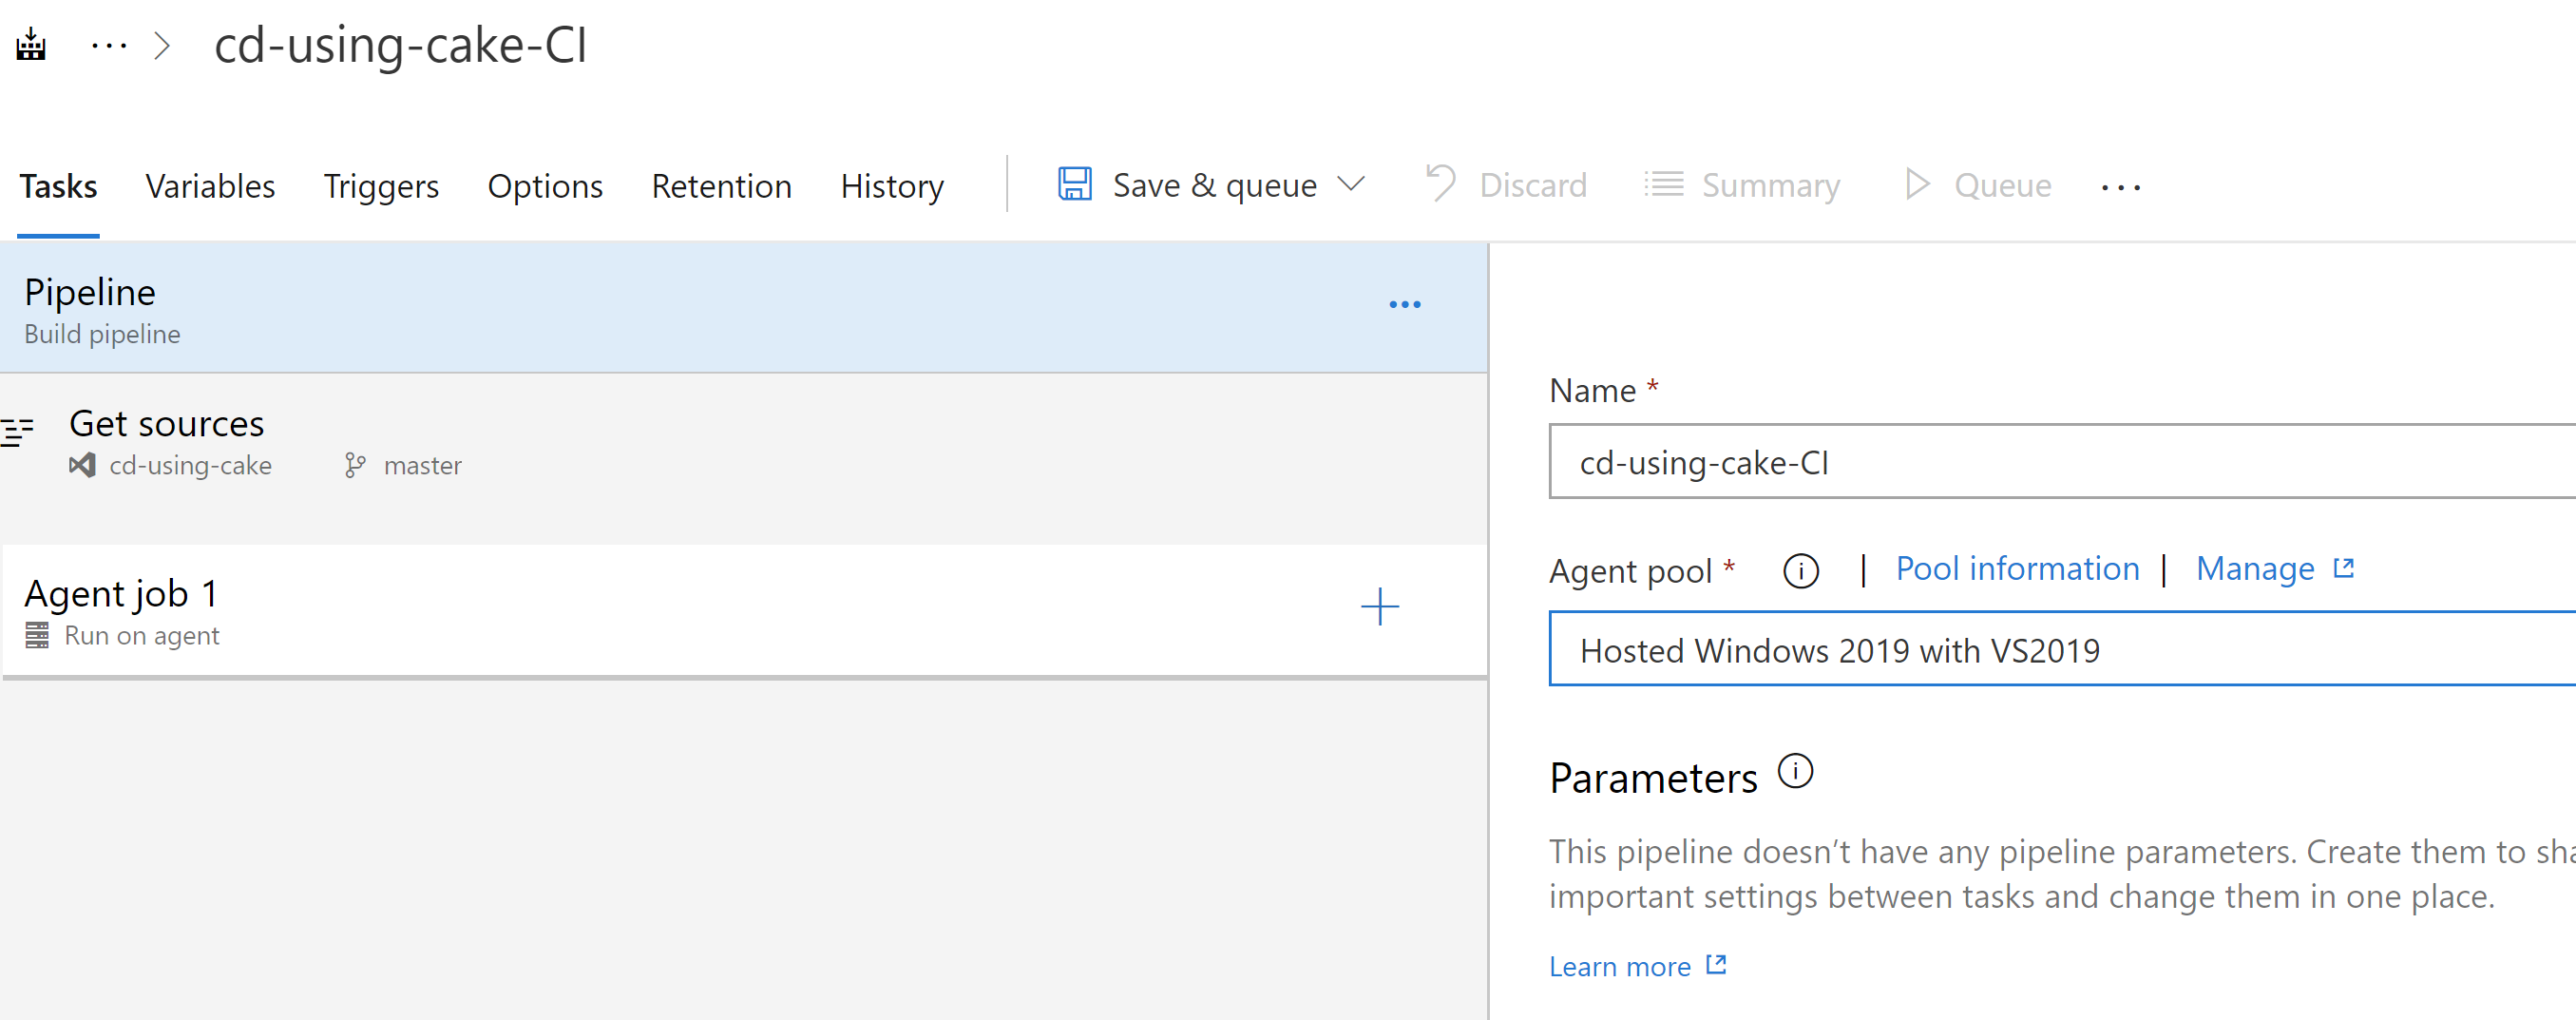 cd-using-cake-CI
Tasks Variables Triggers Options Retention History Save & queue Discard Summary Queue
Pipeline
Build pipeline
Get sources
cd-using-cake master
Agent job 1
Run on agent
Name *
cd-using-cake-CI
Agent pool * | Pool information | Manage
Hosted Windows 2019 with VS2019
Parameters
This pipeline doesn't have any pipeline parameters. Create them to
important settings between tasks and change them in one place.
Learn more